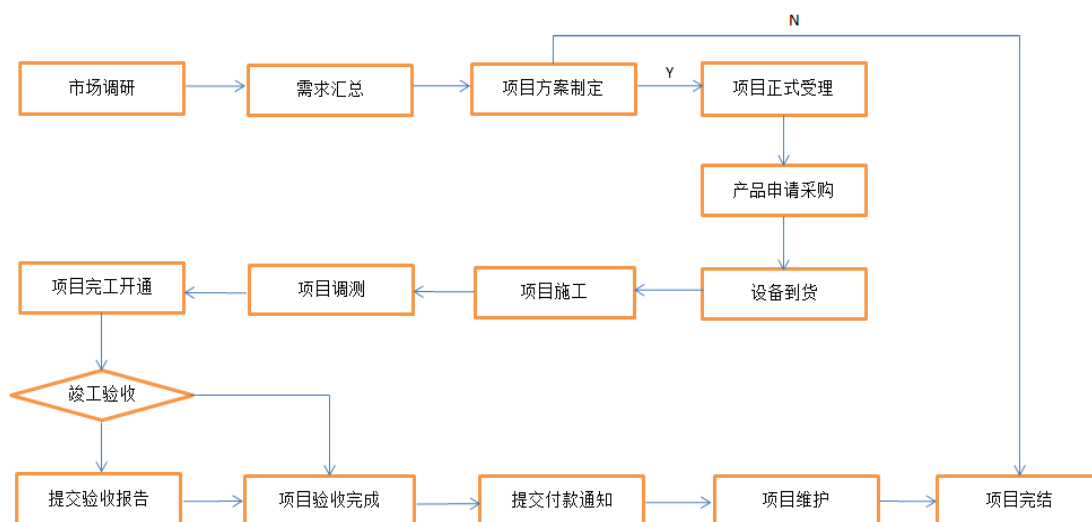 N
市场调研
需求汇总
项目方案制定
Y
项目正式受理
产品申请采购
项目完工开通
项目调测
项目施工
设备到货
竣工验收
提交验收报告
项目验收完成
提交付款通知
项目维护
项目完结